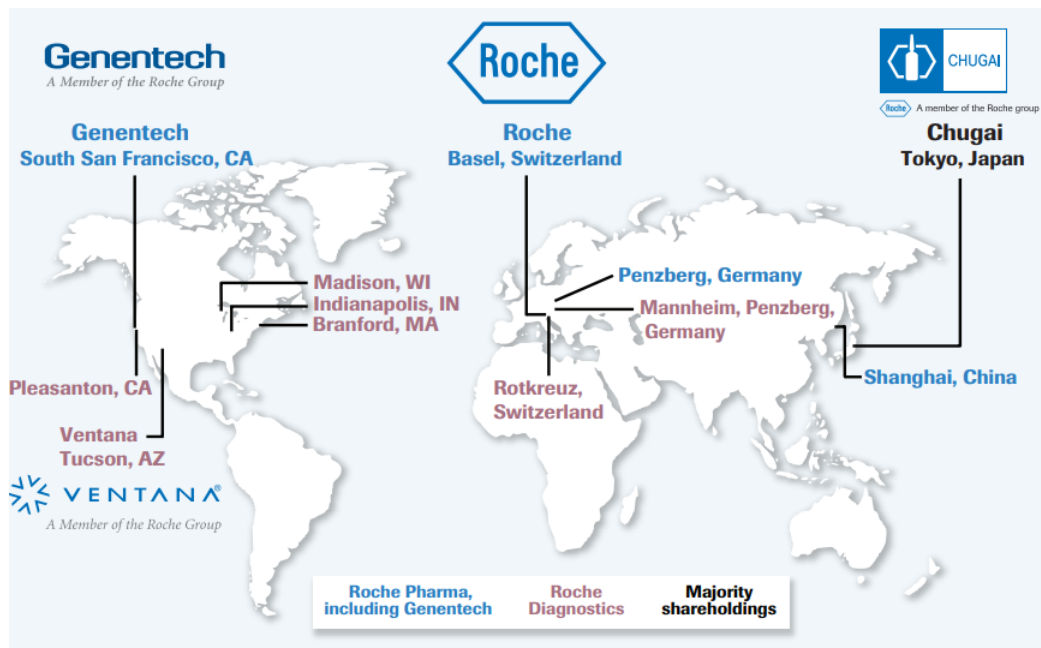 Genentech
A Member of the Roche Group
Roche
CHUGAI
Roche A member of the Roche group
Genentech
South San Francisco, CA
Roche
Basel, Switzerland
Chugai
Tokyo, Japan
Madison, WI
Indianapolis, IN
Branford, MA
Penzberg, Germany
Mannheim, Penzberg,
Germany
Pleasanton, CA
Rotkreuz,
Switzerland
Shanghai, China
Ventana
Tucson, AZ
VENTANA®
A Member of the Roche Group
Roche Pharma,
including Genentech
Roche
Diagnostics
Majority
shareholdings